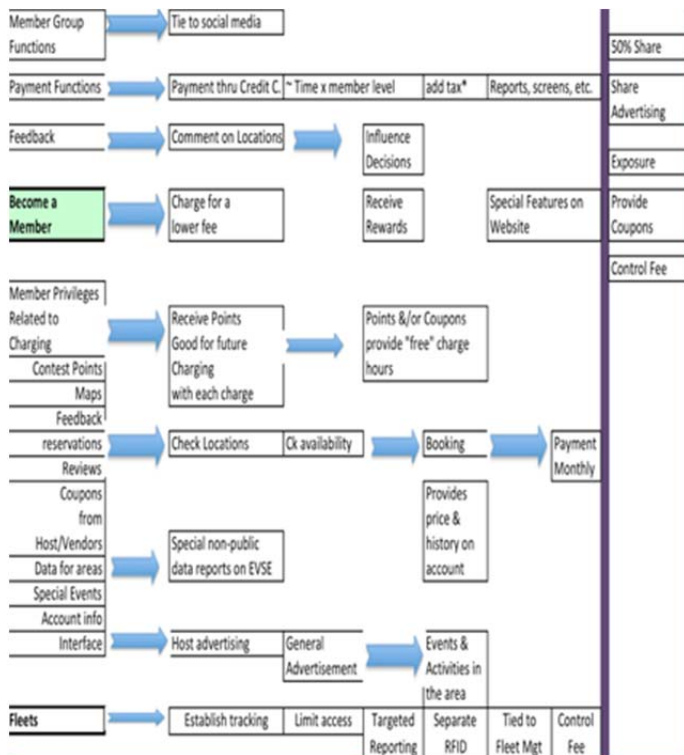 Member Group
Functions
Tie to social media
50% Share
Payment Functions
Payment thru Credit C.
~ Time x member level
add tax*
Reports, screens, etc.
Share
Advertising
Feedback
Comment on Locations
Influence
Decisions
Exposure
Become a
Member
Charge for a
lower fee
Receive
Rewards
Special Features on
Website
Provide
Coupons
Control Fee
Member Privileges
Related to
Charging
Receive Points
Good for future
Charging
with each charge
Points &/or Coupons
provide "free" charge
hours
Contest Points
Maps
Feedback
reservations
Check Locations
Ck availability
Booking
Payment
Monthly
Reviews
Coupons
from
Host/Vendors
Provides
price &
history on
account
Data for areas
Special non-public
data reports on EVSE
Special Events
Account info
Interface
Host advertising
General
Advertisement
Events &
Activities in
the area
Fleets
Establish tracking
Limit access
Targeted
Reporting
Separate
RFID
Tied to
Fleet Mgt
Control
Fee